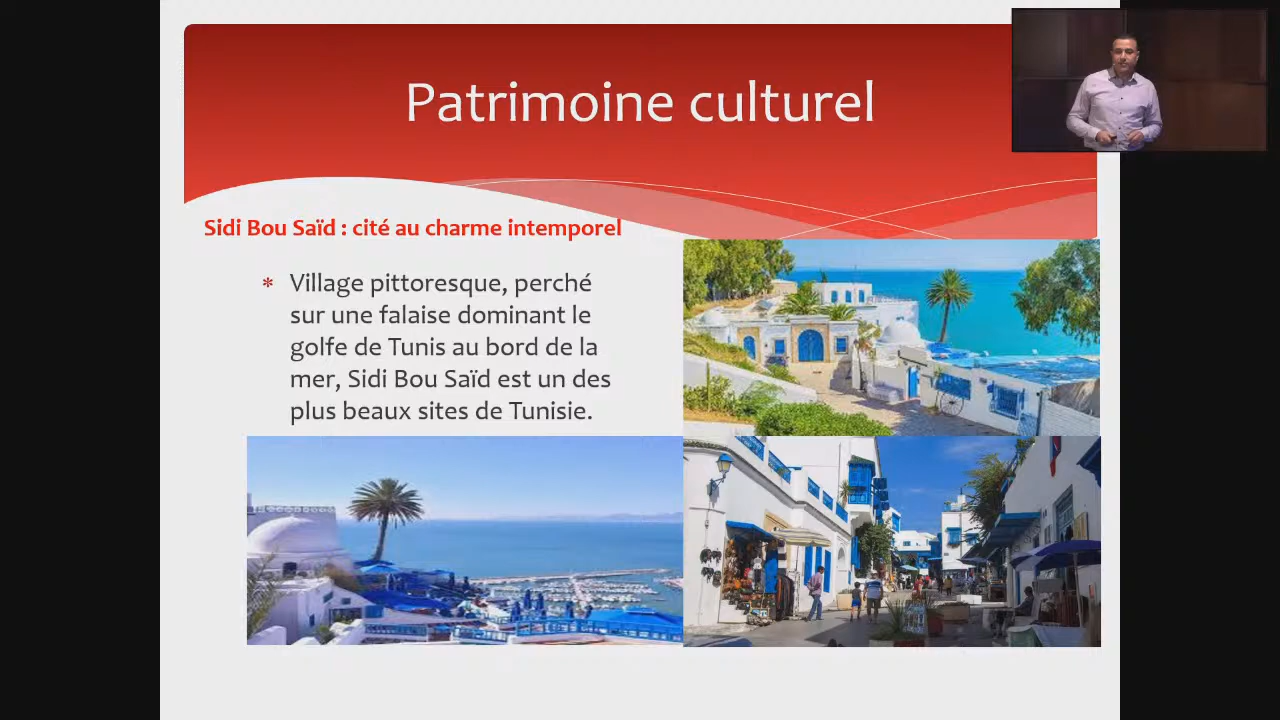 Patrimoine culturel
Sidi Bou Saïd : cité au charme intemporel
* Village pittoresque, perché
sur une falaise dominant le
golfe de Tunis au bord de la
mer, Sidi Bou Saïd est un des
plus beaux sites de Tunisie.